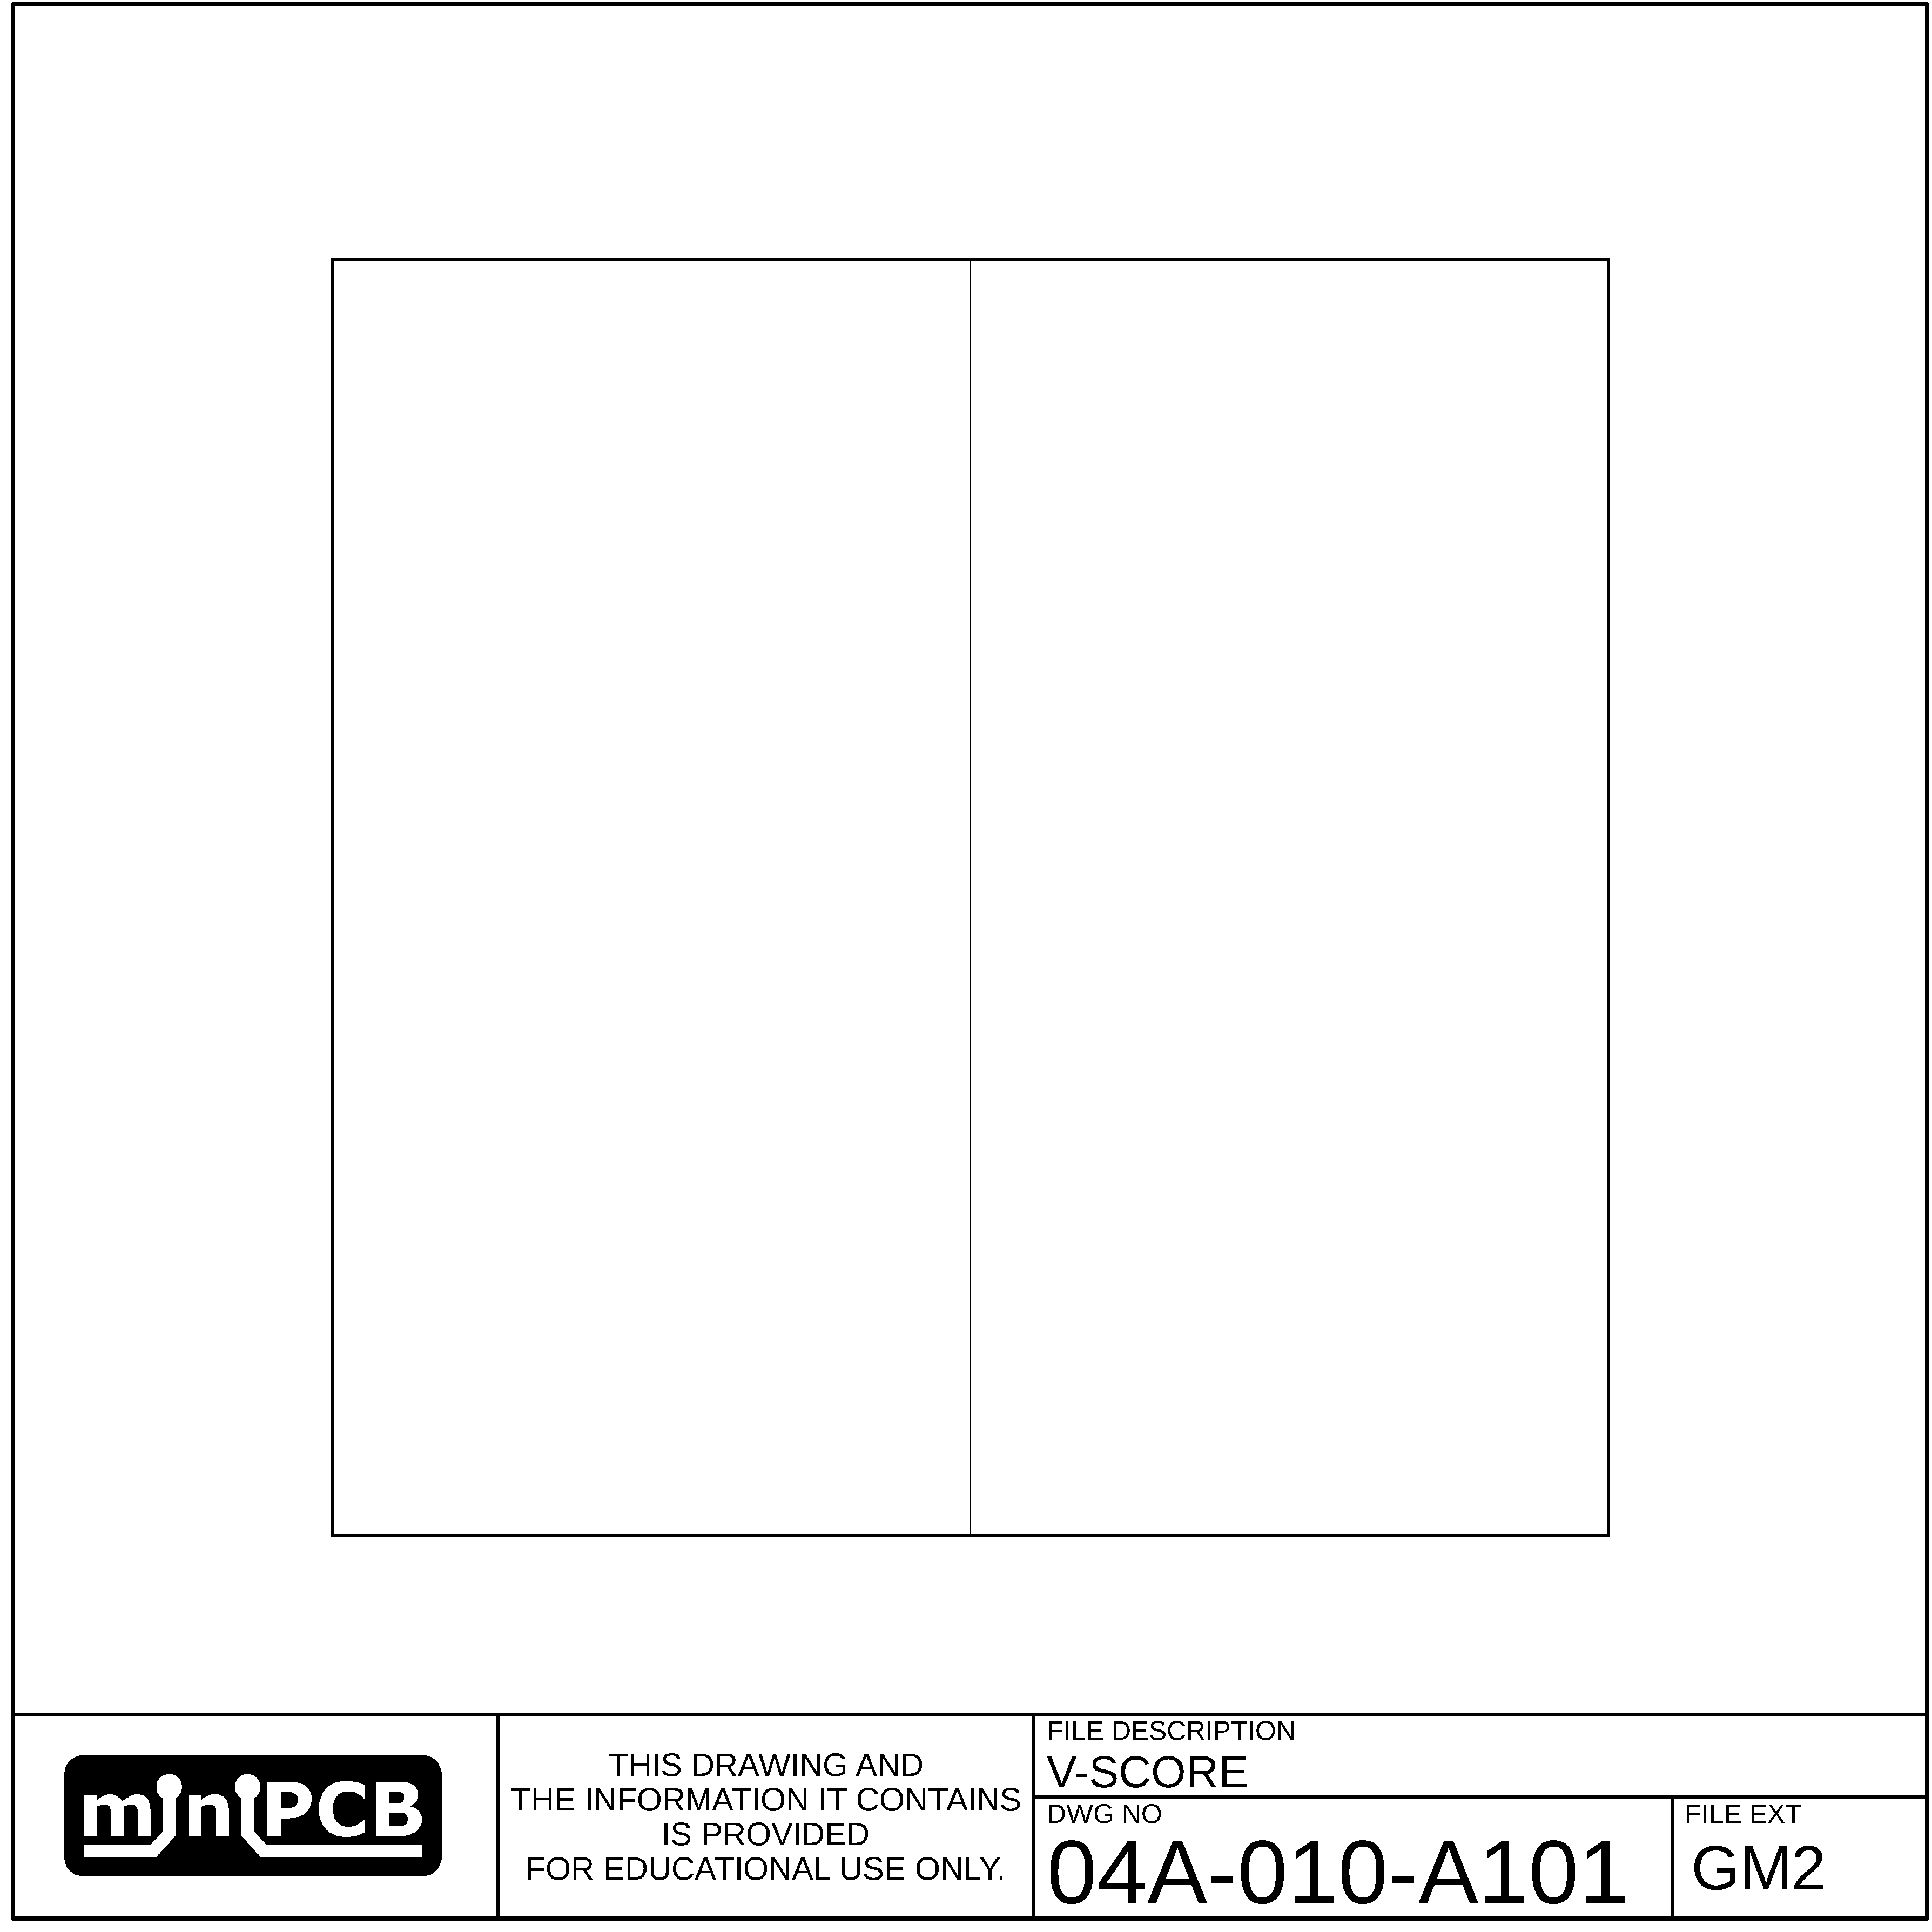 miniPCB
THIS DRAWING AND
THE INFORMATION IT CONTAINS
IS PROVIDED
FOR EDUCATIONAL USE ONLY.
FILE DESCRIPTION
V-SCORE
DWG NO
04A-010-A101
FILE EXT
GM2